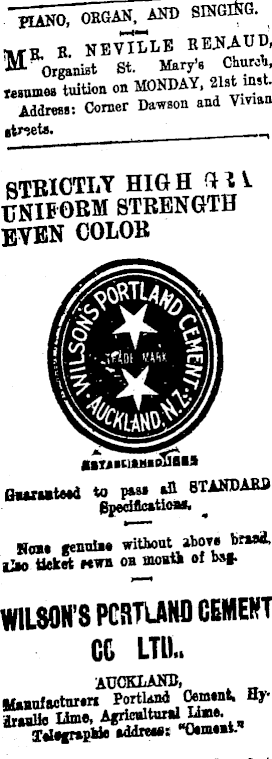 PIANO, ORGAN, AND SINGING.
MR. R. NEVILLE RENAUD,
Organist St. Mary's Church,
resumes tuition on MONDAY, 21st inst.
Address: Corner Dawson and Vivian
streets.
STRICTLY HIGH
UNIFORM STRENGTH
EVEN COLOR
WILSON'S PORTLAND CEMENT
TRADE MARK
AUCKLAND, N.Z.
ESTABLISHED
Guaranteed to pass all STANDARD
Specifications.
None genuine without above brand,
also ticket sewn on mouth of bag.
WILSON'S PORTLAND CEMENT
CO LTD.,
AUCKLAND,
Manufacturers Portland Cement, Hy-
draulic Lime, Agricultural Lime.
Telegraphic address: "Cement."